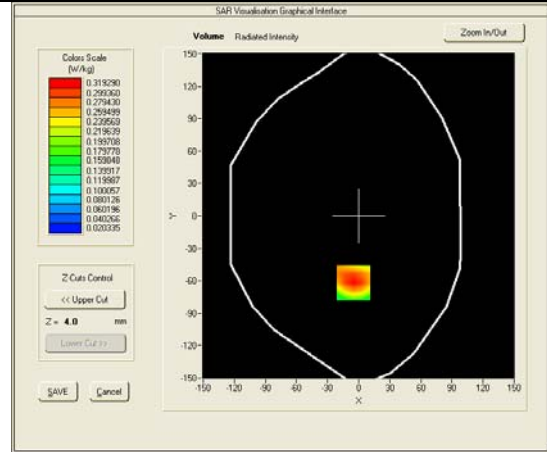 SAR Visualisation Graphical Interface
Volume Radiated Intensity
Zoom In/Out
Colors Scale
(W/kg)
0.319290
0.299360
0.279430
0.259499
0.239569
0.219639
0.199708
0.179778
0.159848
0.139917
0.119987
0.100057
0.080126
0.060196
0.040266
0.020335
Z Cuts Control
<< Upper Cut
Z = 4.0 mm
Lower Cut >>
SAVE Cancel
150-
120-
90-
60-
30-
0-
-30-
-60-
-90-
-120-
-150-
Y
-150 -120 -90 -60 -30 0 30 60 90 120 150
X